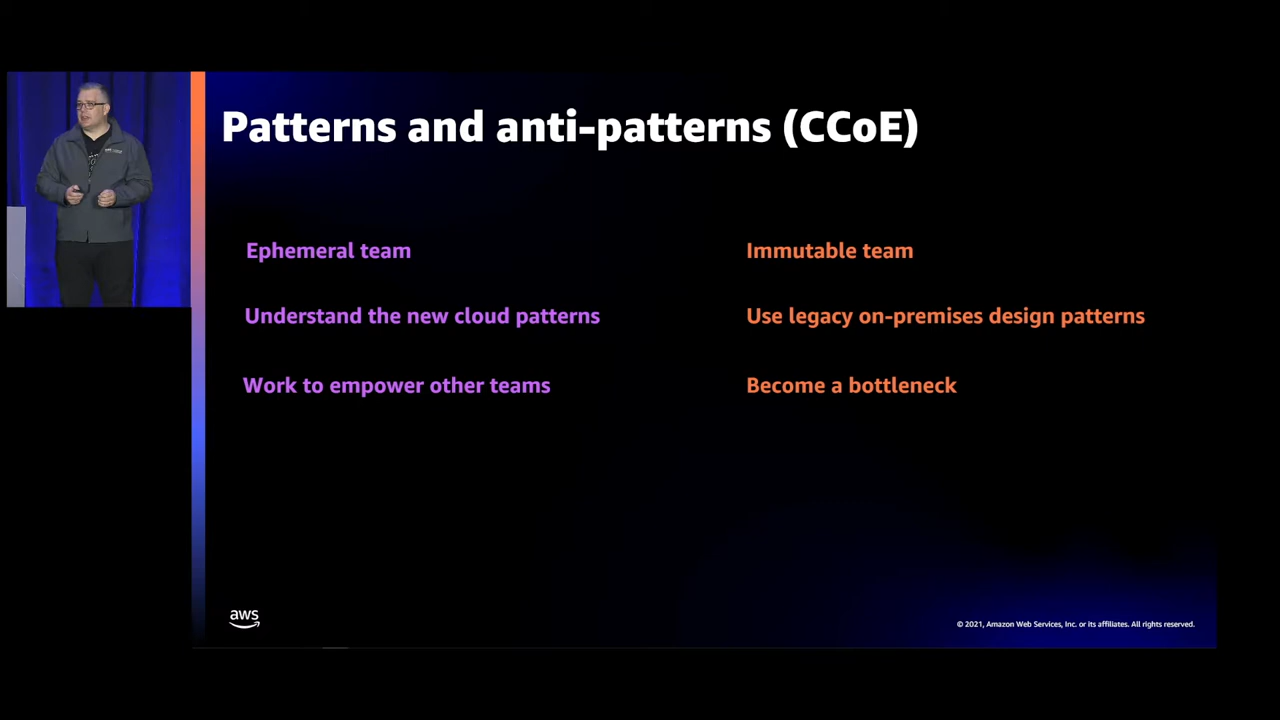 Patterns and anti-patterns (CCoE)
Ephemeral team
Immutable team
Understand the new cloud patterns
Use legacy on-premises design patterns
Work to empower other teams
Become a bottleneck
aws
© 2021, Amazon Web Services, Inc. or its affiliates. All rights reserved.